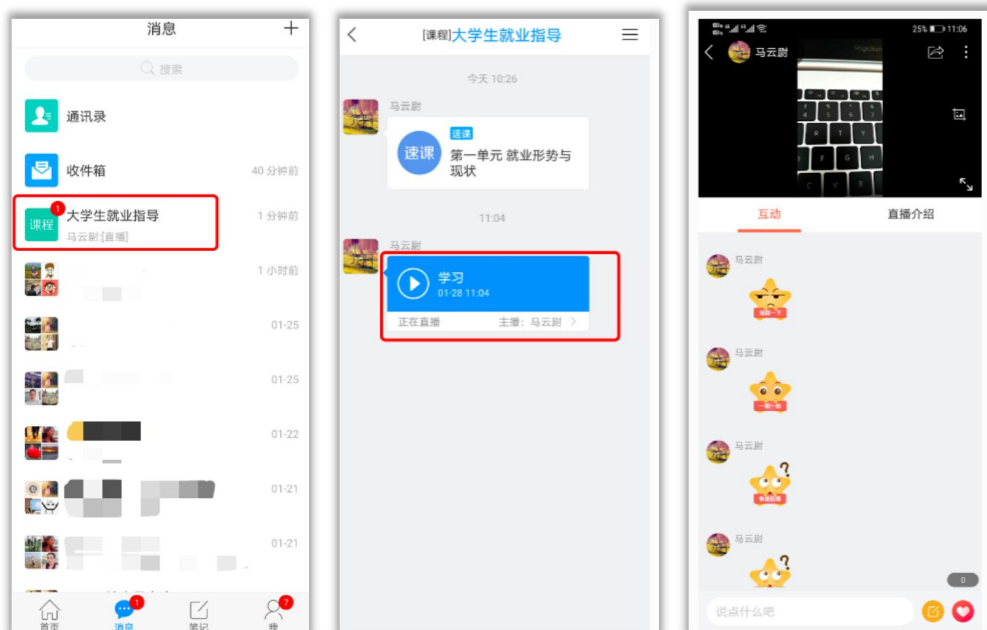 消息
搜索
通讯录
收件箱
40 分钟前
1
课程
大学生就业指导
1 分钟前
马云尉:[直播]
1 小时前
01-25
01-25
01-22
01-21
01-21
首页
1
消息
笔记
7
我
[课程]大学生就业指导
今天 10:26
马云尉
速课
速课
第一单元 就业形势与
现状
11:04
马云尉
学习
01-28 11:04
正在直播
主播：马云尉
25%
11:06
马云尉
互动
直播介绍
马云尉
马云尉
马云尉
马云尉
0
说点什么吧